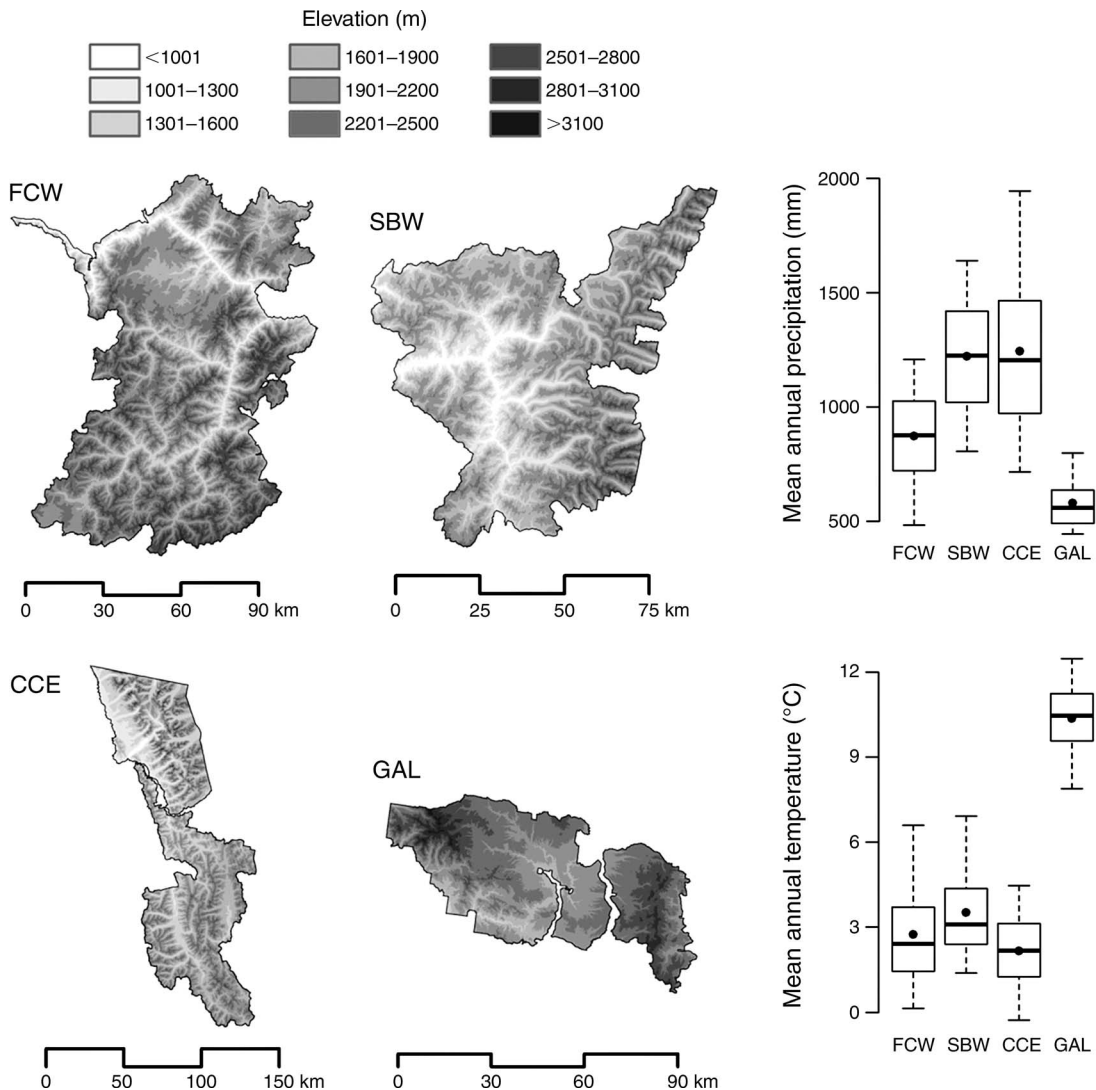 Elevation (m)
<1001
1601–1900
2501–2800
1001–1300
1901–2200
2801–3100
1301–1600
2201–2500
>3100
FCW
0 30 60 90 km
SBW
0 25 50 75 km
Mean annual precipitation (mm)
2000
1500
1000
500
FCW SBW CCE GAL
CCE
0 50 100 150 km
GAL
0 30 60 90 km
Mean annual temperature (°C)
12
9
6
3
0
FCW SBW CCE GAL